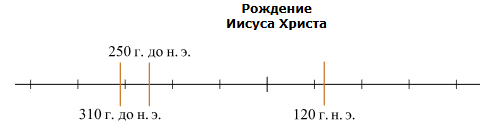 Рождение
Иисуса Христа
250 г. до н. э.
310 г. до н. э.
120 г. н. э.